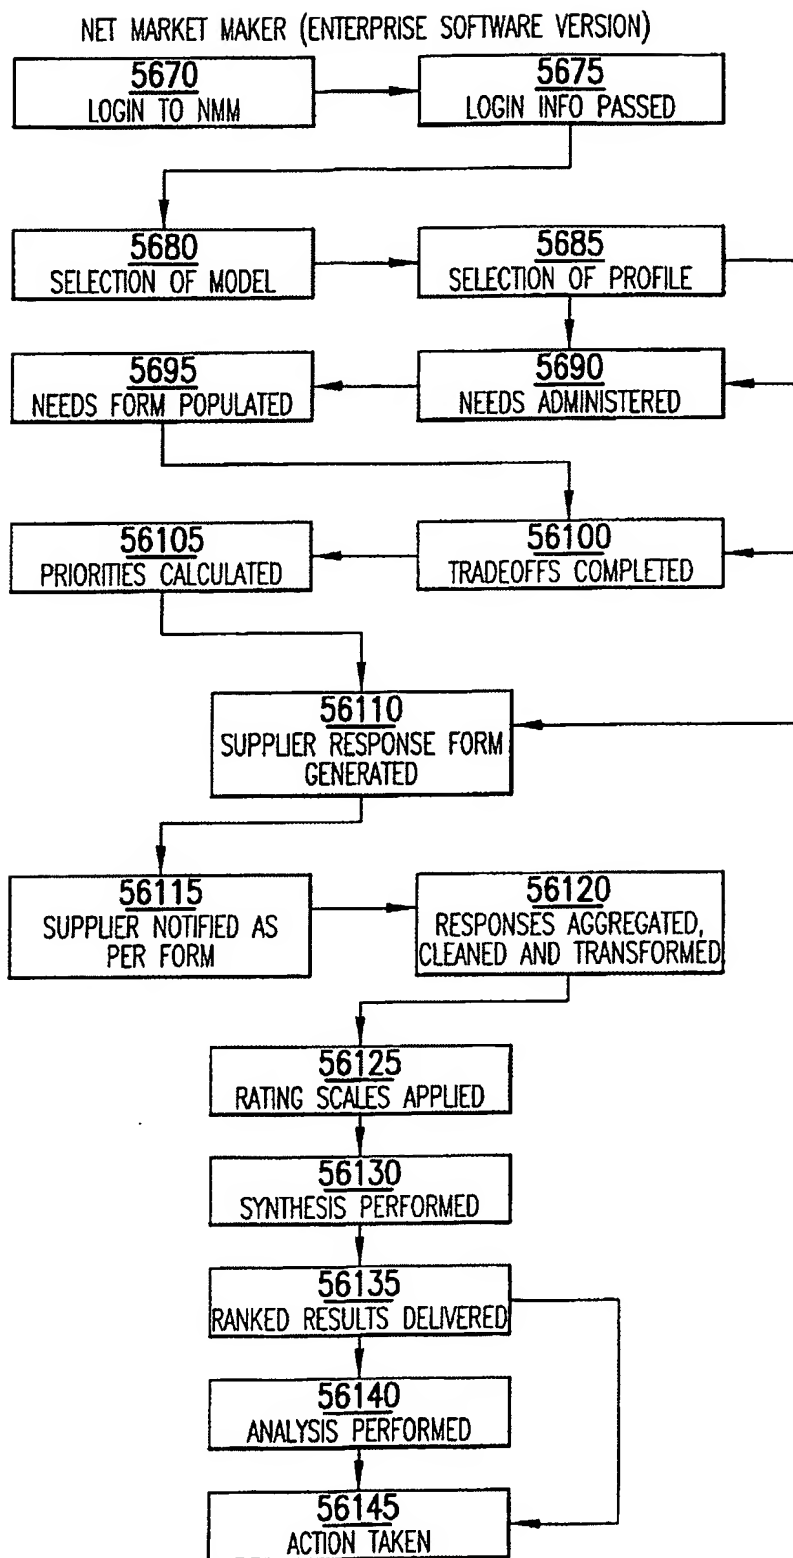 NET MARKET MAKER (ENTERPRISE SOFTWARE VERSION)
5670
LOGIN TO NMM
5675
LOGIN INFO PASSED
5680
SELECTION OF MODEL
5685
SELECTION OF PROFILE
5695
NEEDS FORM POPULATED
5690
NEEDS ADMINISTERED
56105
PRIORITIES CALCULATED
56100
TRADEOFFS COMPLETED
56110
SUPPLIER RESPONSE FORM
GENERATED
56115
SUPPLIER NOTIFIED AS
PER FORM
56120
RESPONSES AGGREGATED,
CLEANED AND TRANSFORMED
56125
RATING SCALES APPLIED
56130
SYNTHESIS PERFORMED
56135
RANKED RESULTS DELIVERED
56140
ANALYSIS PERFORMED
56145
ACTION TAKEN